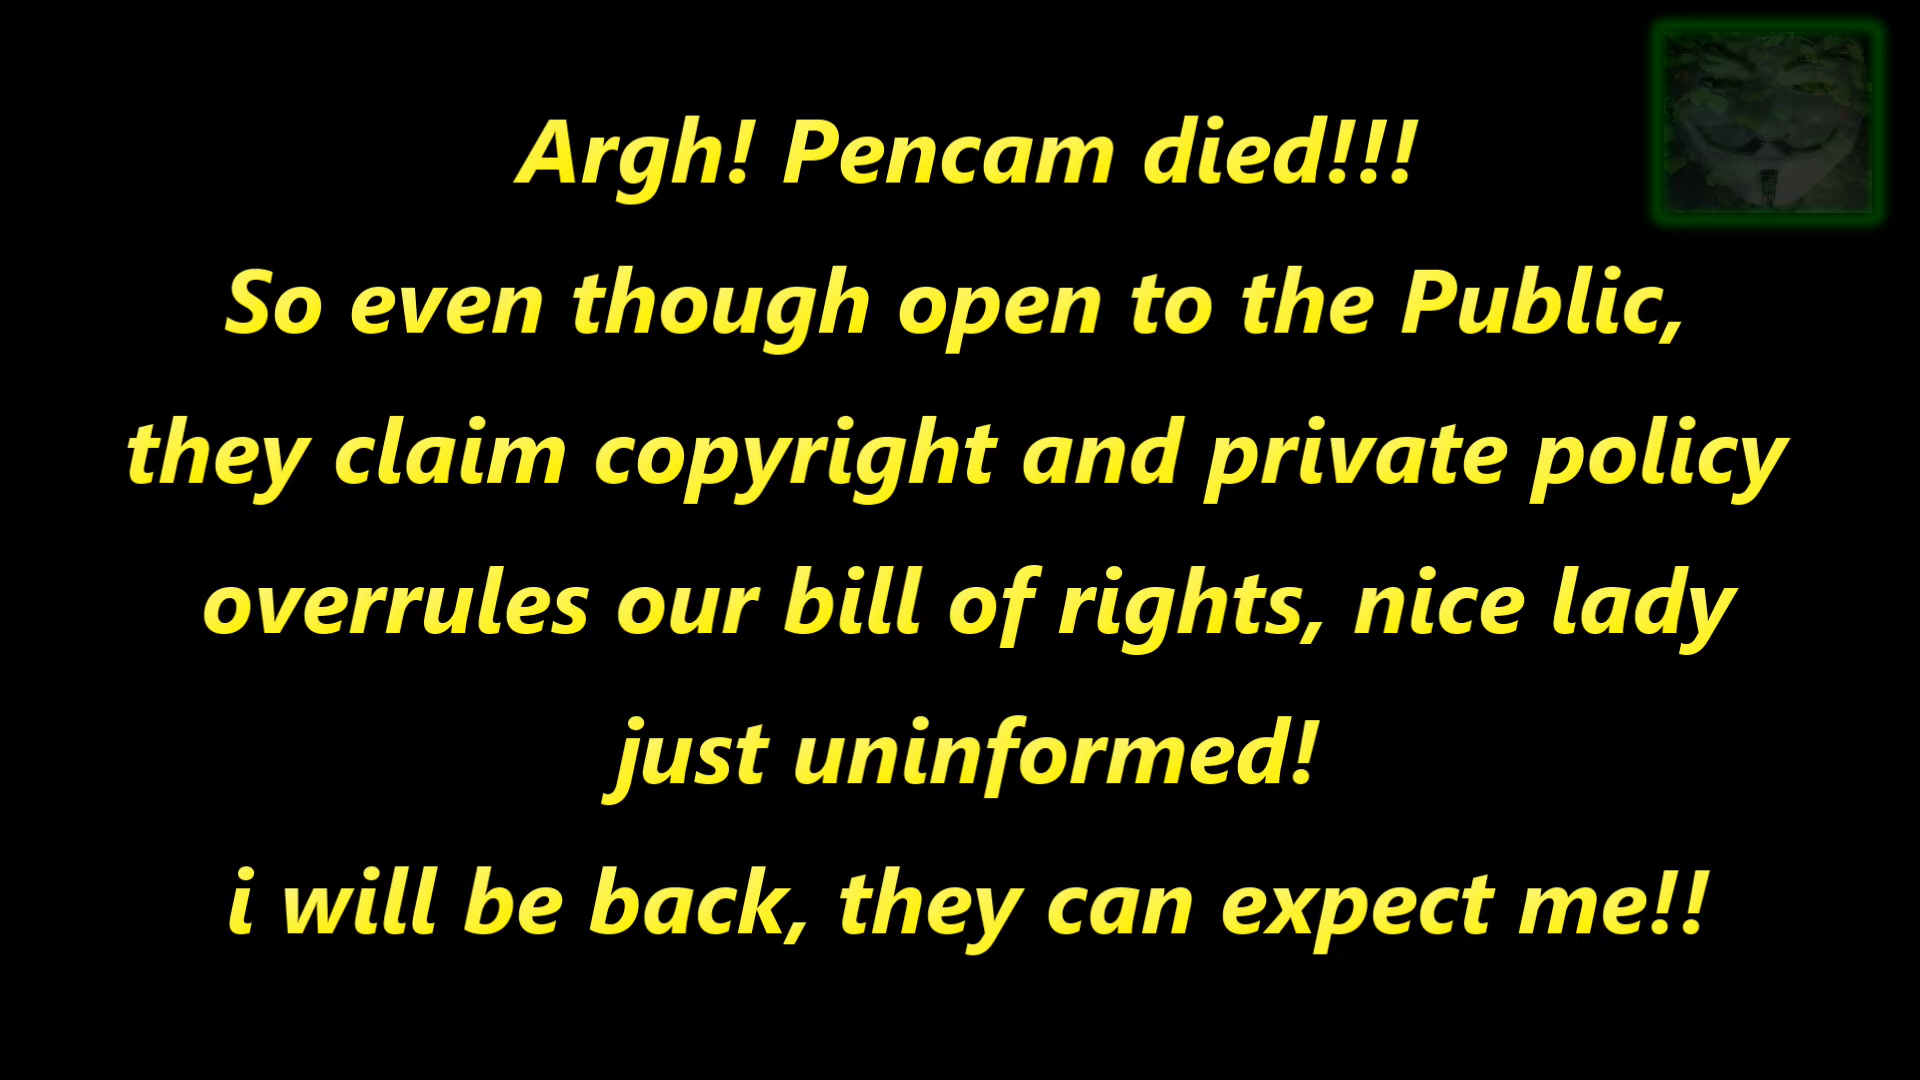 Argh! Pencam died!!!
So even though open to the Public,
they claim copyright and private policy
overrules our bill of rights, nice lady
just uninformed!
i will be back, they can expect me!!